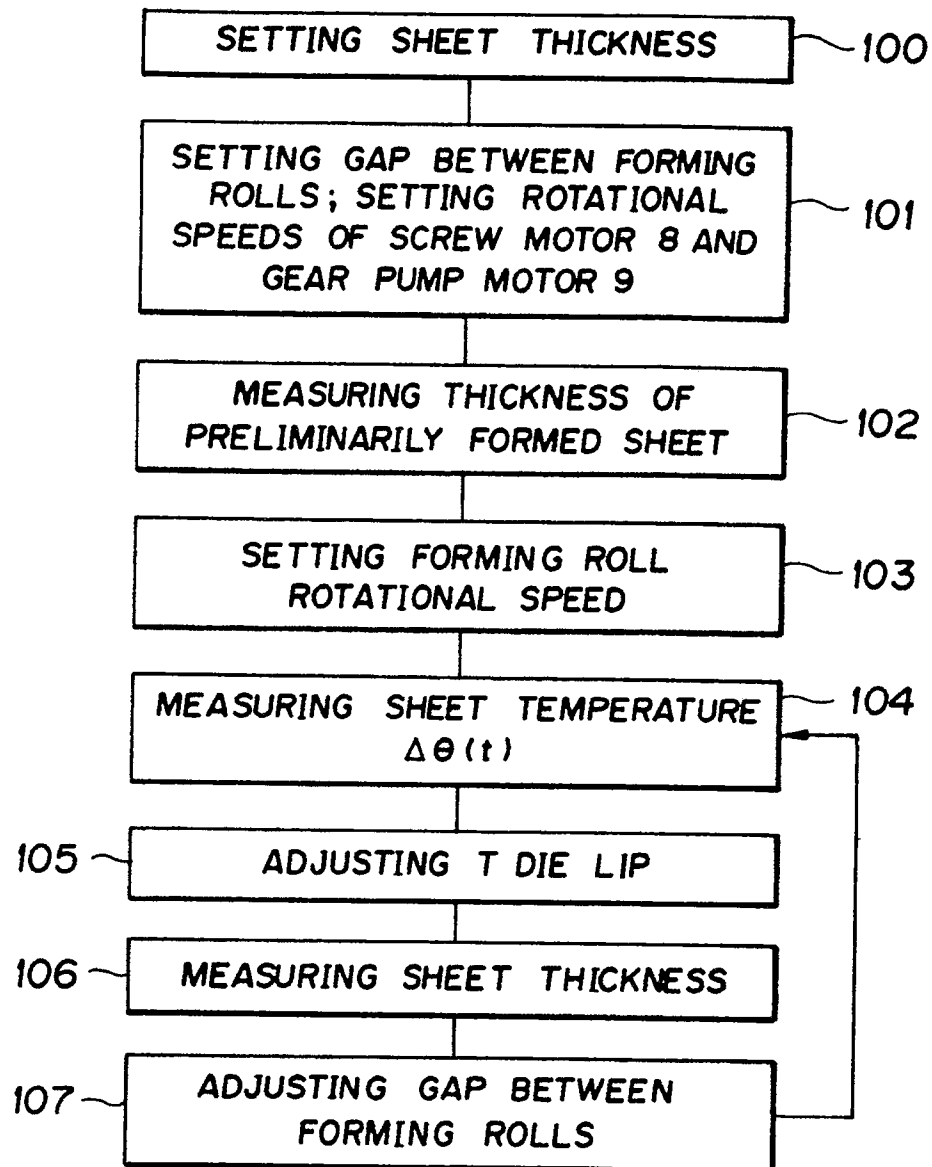 SETTING SHEET THICKNESS
100
SETTING GAP BETWEEN FORMING
ROLLS; SETTING ROTATIONAL
SPEEDS OF SCREW MOTOR 8 AND
GEAR PUMP MOTOR 9
101
MEASURING THICKNESS OF
PRELIMINARILY FORMED SHEET
102
SETTING FORMING ROLL
ROTATIONAL SPEED
103
MEASURING SHEET TEMPERATURE
Δθ(t)
104
105
ADJUSTING T DIE LIP
106
MEASURING SHEET THICKNESS
107
ADJUSTING GAP BETWEEN
FORMING ROLLS